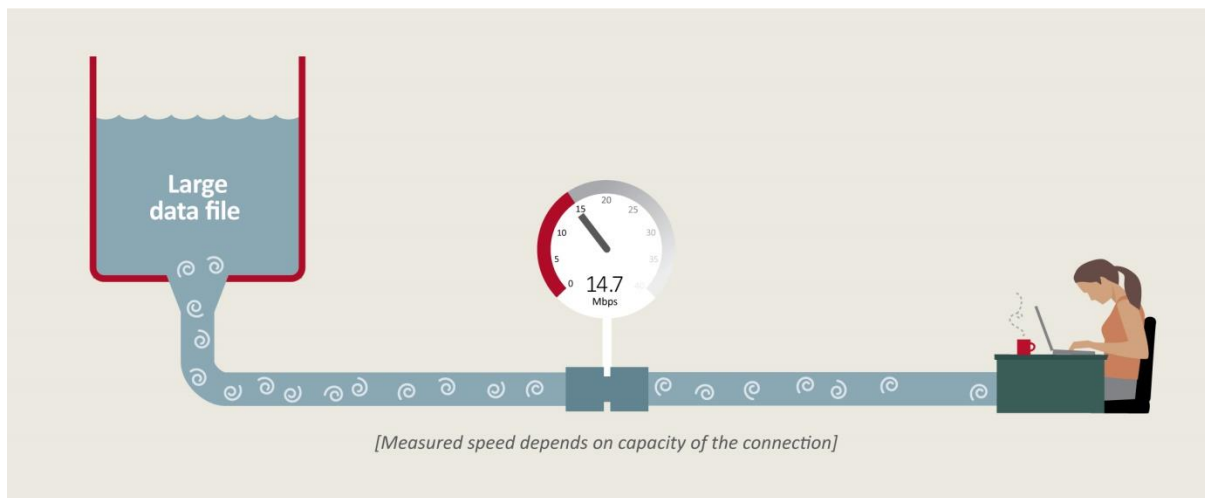 Large
data file
20
15
25
10
30
5
35
0
40
14.7
Mbps
[Measured speed depends on capacity of the connection]